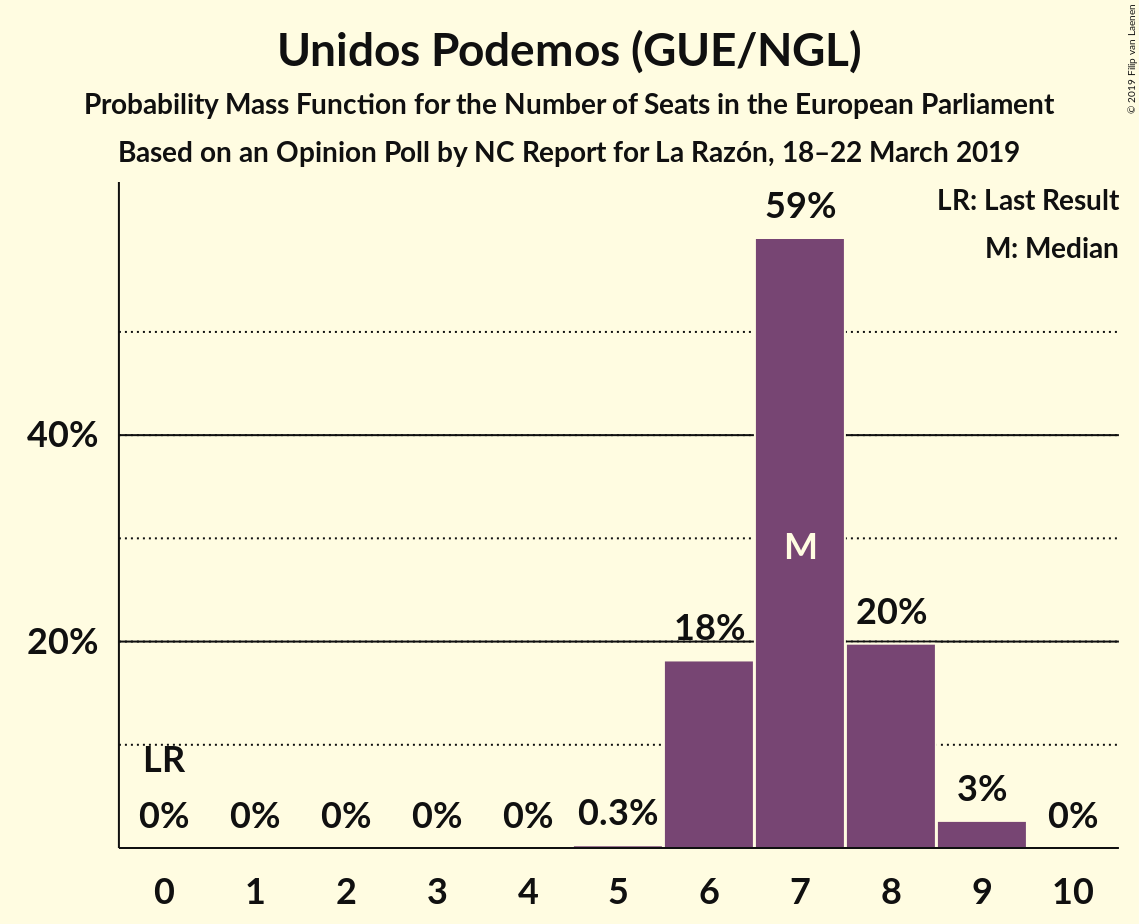 Unidos Podemos (GUE/NGL)
Probability Mass Function for the Number of Seats in the European Parliament
Based on an Opinion Poll by NC Report for La Razón, 18–22 March 2019
© 2019 Filip van Laenen
LR: Last Result
M: Median
59%
40%
M
20%
18%
20%
LR
0%
0%
0%
0%
0%
0.3%
3%
0%
0 1 2 3 4 5 6 7 8 9 10